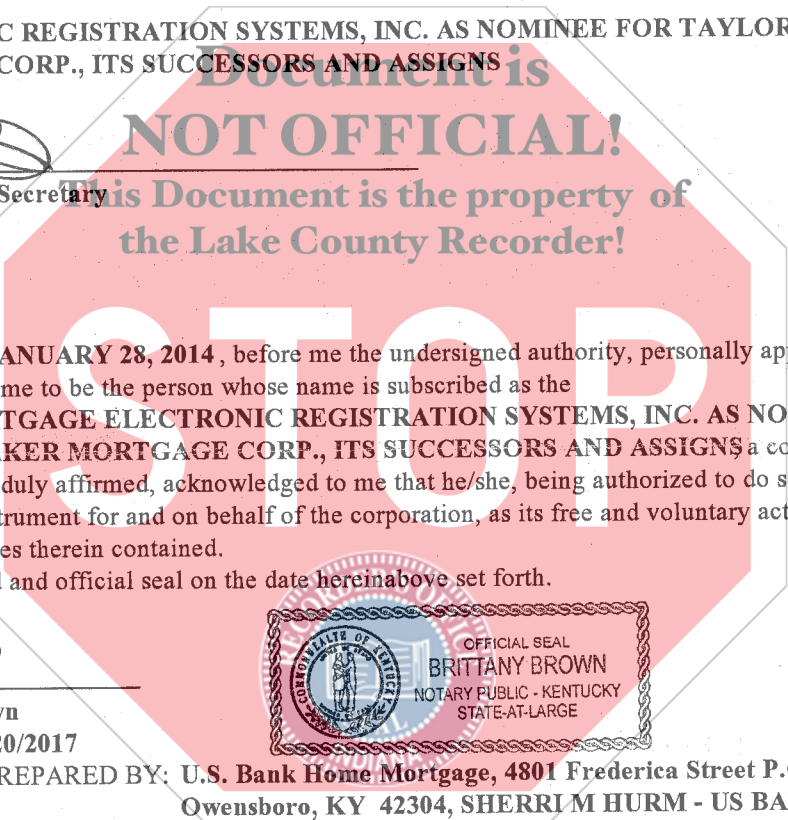 C REGISTRATION SYSTEMS, INC. AS NOMINEE FOR TAYLOR
CORP., ITS SUCCESSORS AND ASSIGNS
Document is
NOT OFFICIAL!
Secretary
This Document is the property of
the Lake County Recorder!
STOP
ANUARY 28, 2014 , before me the undersigned authority, personally ap
me to be the person whose name is subscribed as the
TGAGE ELECTRONIC REGISTRATION SYSTEMS, INC. AS NO
KER MORTGAGE CORP., ITS SUCCESSORS AND ASSIGNS a co
duly affirmed, acknowledged to me that he/she, being authorized to do s
trument for and on behalf of the corporation, as its free and voluntary act
es therein contained.
and official seal on the date hereinabove set forth.
RECORDER'S OFFICE
INDIANA
COMMONWEALTH OF KENTUCKY
OFFICIAL SEAL
BRITTANY BROWN
NOTARY PUBLIC - KENTUCKY
STATE-AT-LARGE
vn
20/2017
REPARED BY: U.S. Bank Home Mortgage, 4801 Frederica Street P.
Owensboro, KY 42304, SHERRI M HURM - US BA